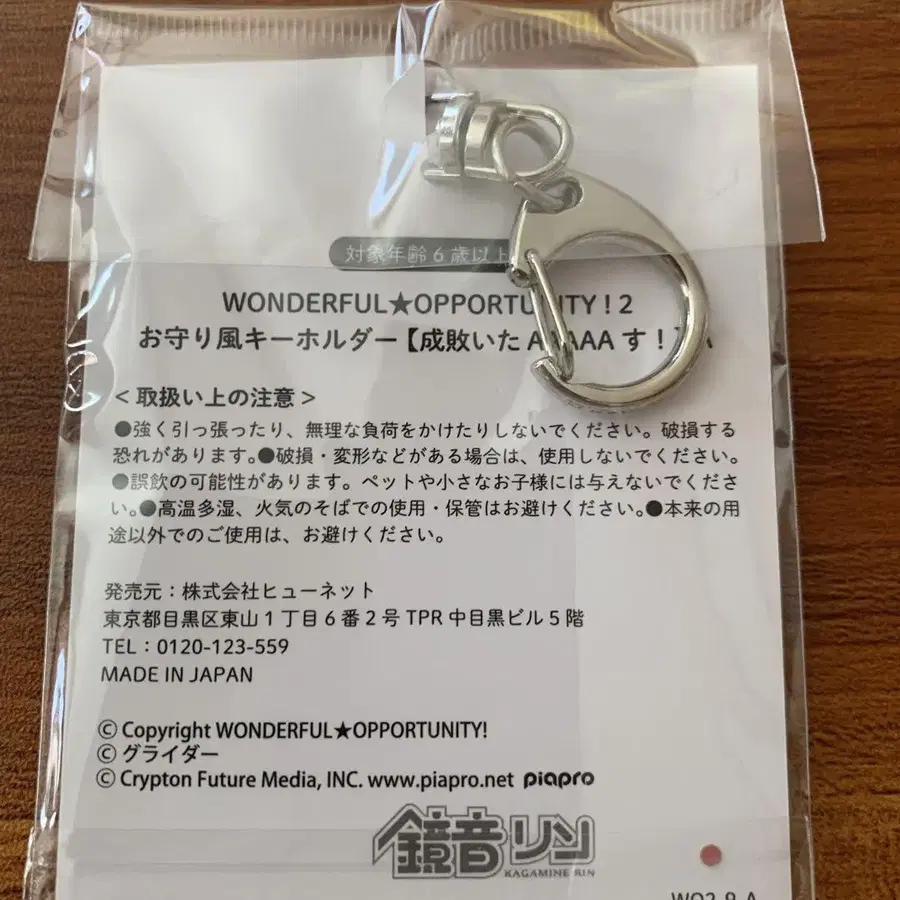 対象年齢6歳以上
WONDERFUL★OPPORTUNITY!2
お守り風キーホルダー【成敗いたA AAAす!】A
<取扱い上の注意>
●強く引っ張ったり、無理な負荷をかけたりしないでください。破損する
恐れがあります。●破損・変形などがある場合は、使用しないでください。
●誤飲の可能性があります。ペットや小さなお子様には与えないでくださ
い。●高温多湿、火気のそばでの使用・保管はお避けください。●本来の用
途以外でのご使用は、お避けください。
発売元:株式会社ヒューネット
東京都目黒区東山1丁目6番2号 TPR 中目黒ビル5階
TEL:0120-123-559
MADE IN JAPAN
© Copyright WONDERFUL★OPPORTUNITY!
© グライダー
© Crypton Future Media, INC. www.piapro.net piapro
鏡音リン
KAGAMINE RIN